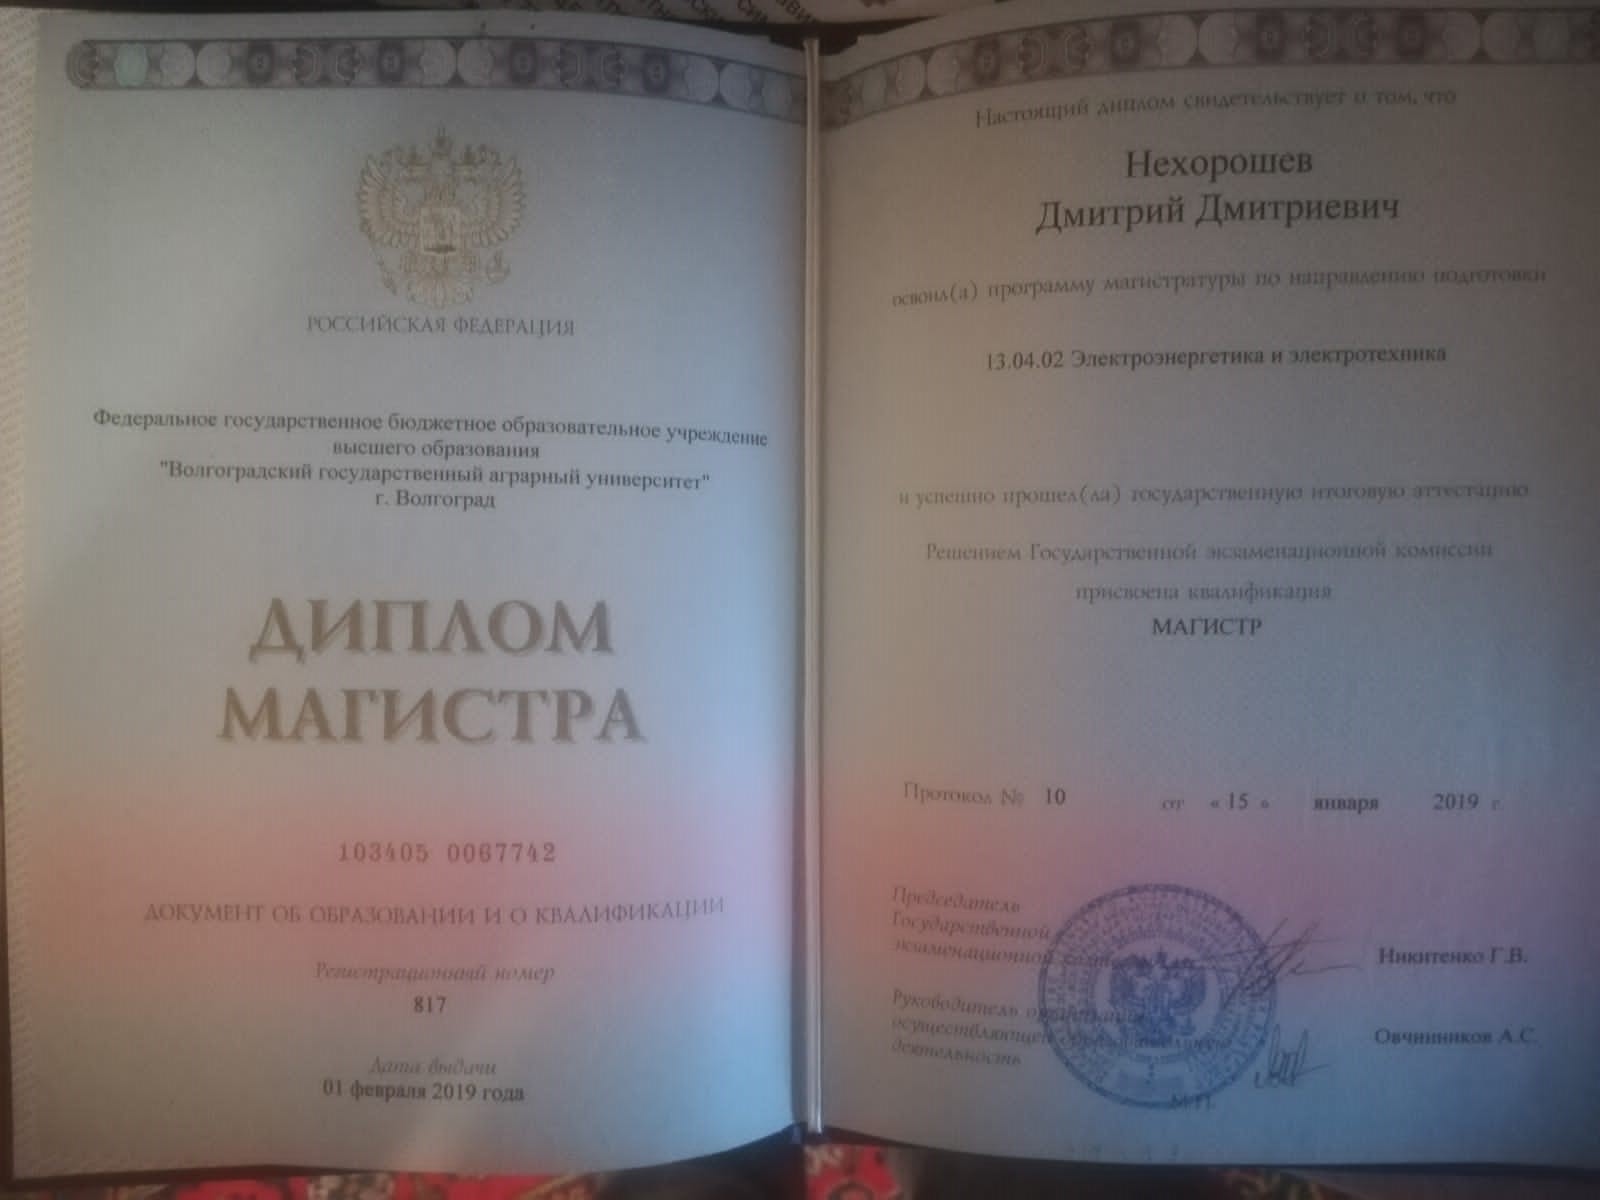 РОССИЙСКАЯ ФЕДЕРАЦИЯ
Федеральное государственное бюджетное образовательное учреждение
высшего образования
"Волгоградский государственный аграрный университет"
г. Волгоград
ДИПЛОМ
МАГИСТРА
103405 0067742
ДОКУМЕНТ ОБ ОБРАЗОВАНИИ И О КВАЛИФИКАЦИИ
Регистрационный номер
817
Дата выдачи
01 февраля 2019 года
Настоящий диплом свидетельствует о том, что
Нехорошев
Дмитрий Дмитриевич
освоил(а) программу магистратуры по направлению подготовки
13.04.02 Электроэнергетика и электротехника
и успешно прошел(ла) государственную итоговую аттестацию
Решением Государственной экзаменационной комиссии
присвоена квалификация
МАГИСТР
Протокол № 10 от « 15 » января 2019 г.
Председатель
Государственной
экзаменационной комиссии
Никитенко Г.В.
Руководитель организации,
осуществляющей образовательную
деятельность
Овчинников А.С.
М.П.